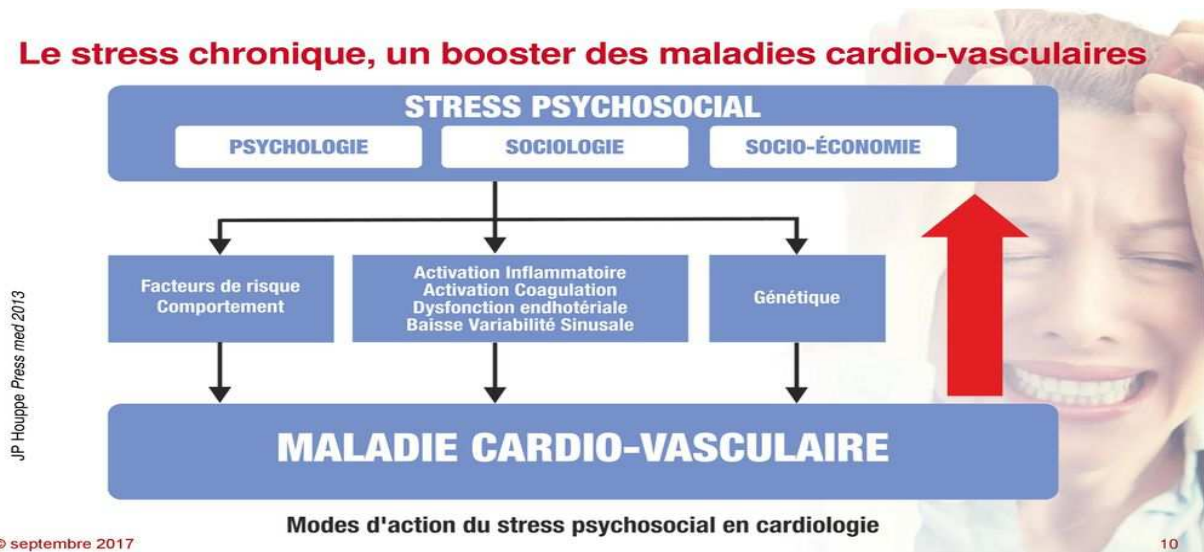 Le stress chronique, un booster des maladies cardio-vasculaires
STRESS PSYCHOSOCIAL
PSYCHOLOGIE
SOCIOLOGIE
SOCIO-ÉCONOMIE
Facteurs de risque
Comportement
Activation Inflammatoire
Activation Coagulation
Dysfonction endhotériale
Baisse Variabilité Sinusale
Génétique
MALADIE CARDIO-VASCULAIRE
Modes d'action du stress psychosocial en cardiologie
JP Houppe Press med 2013
© septembre 2017
10